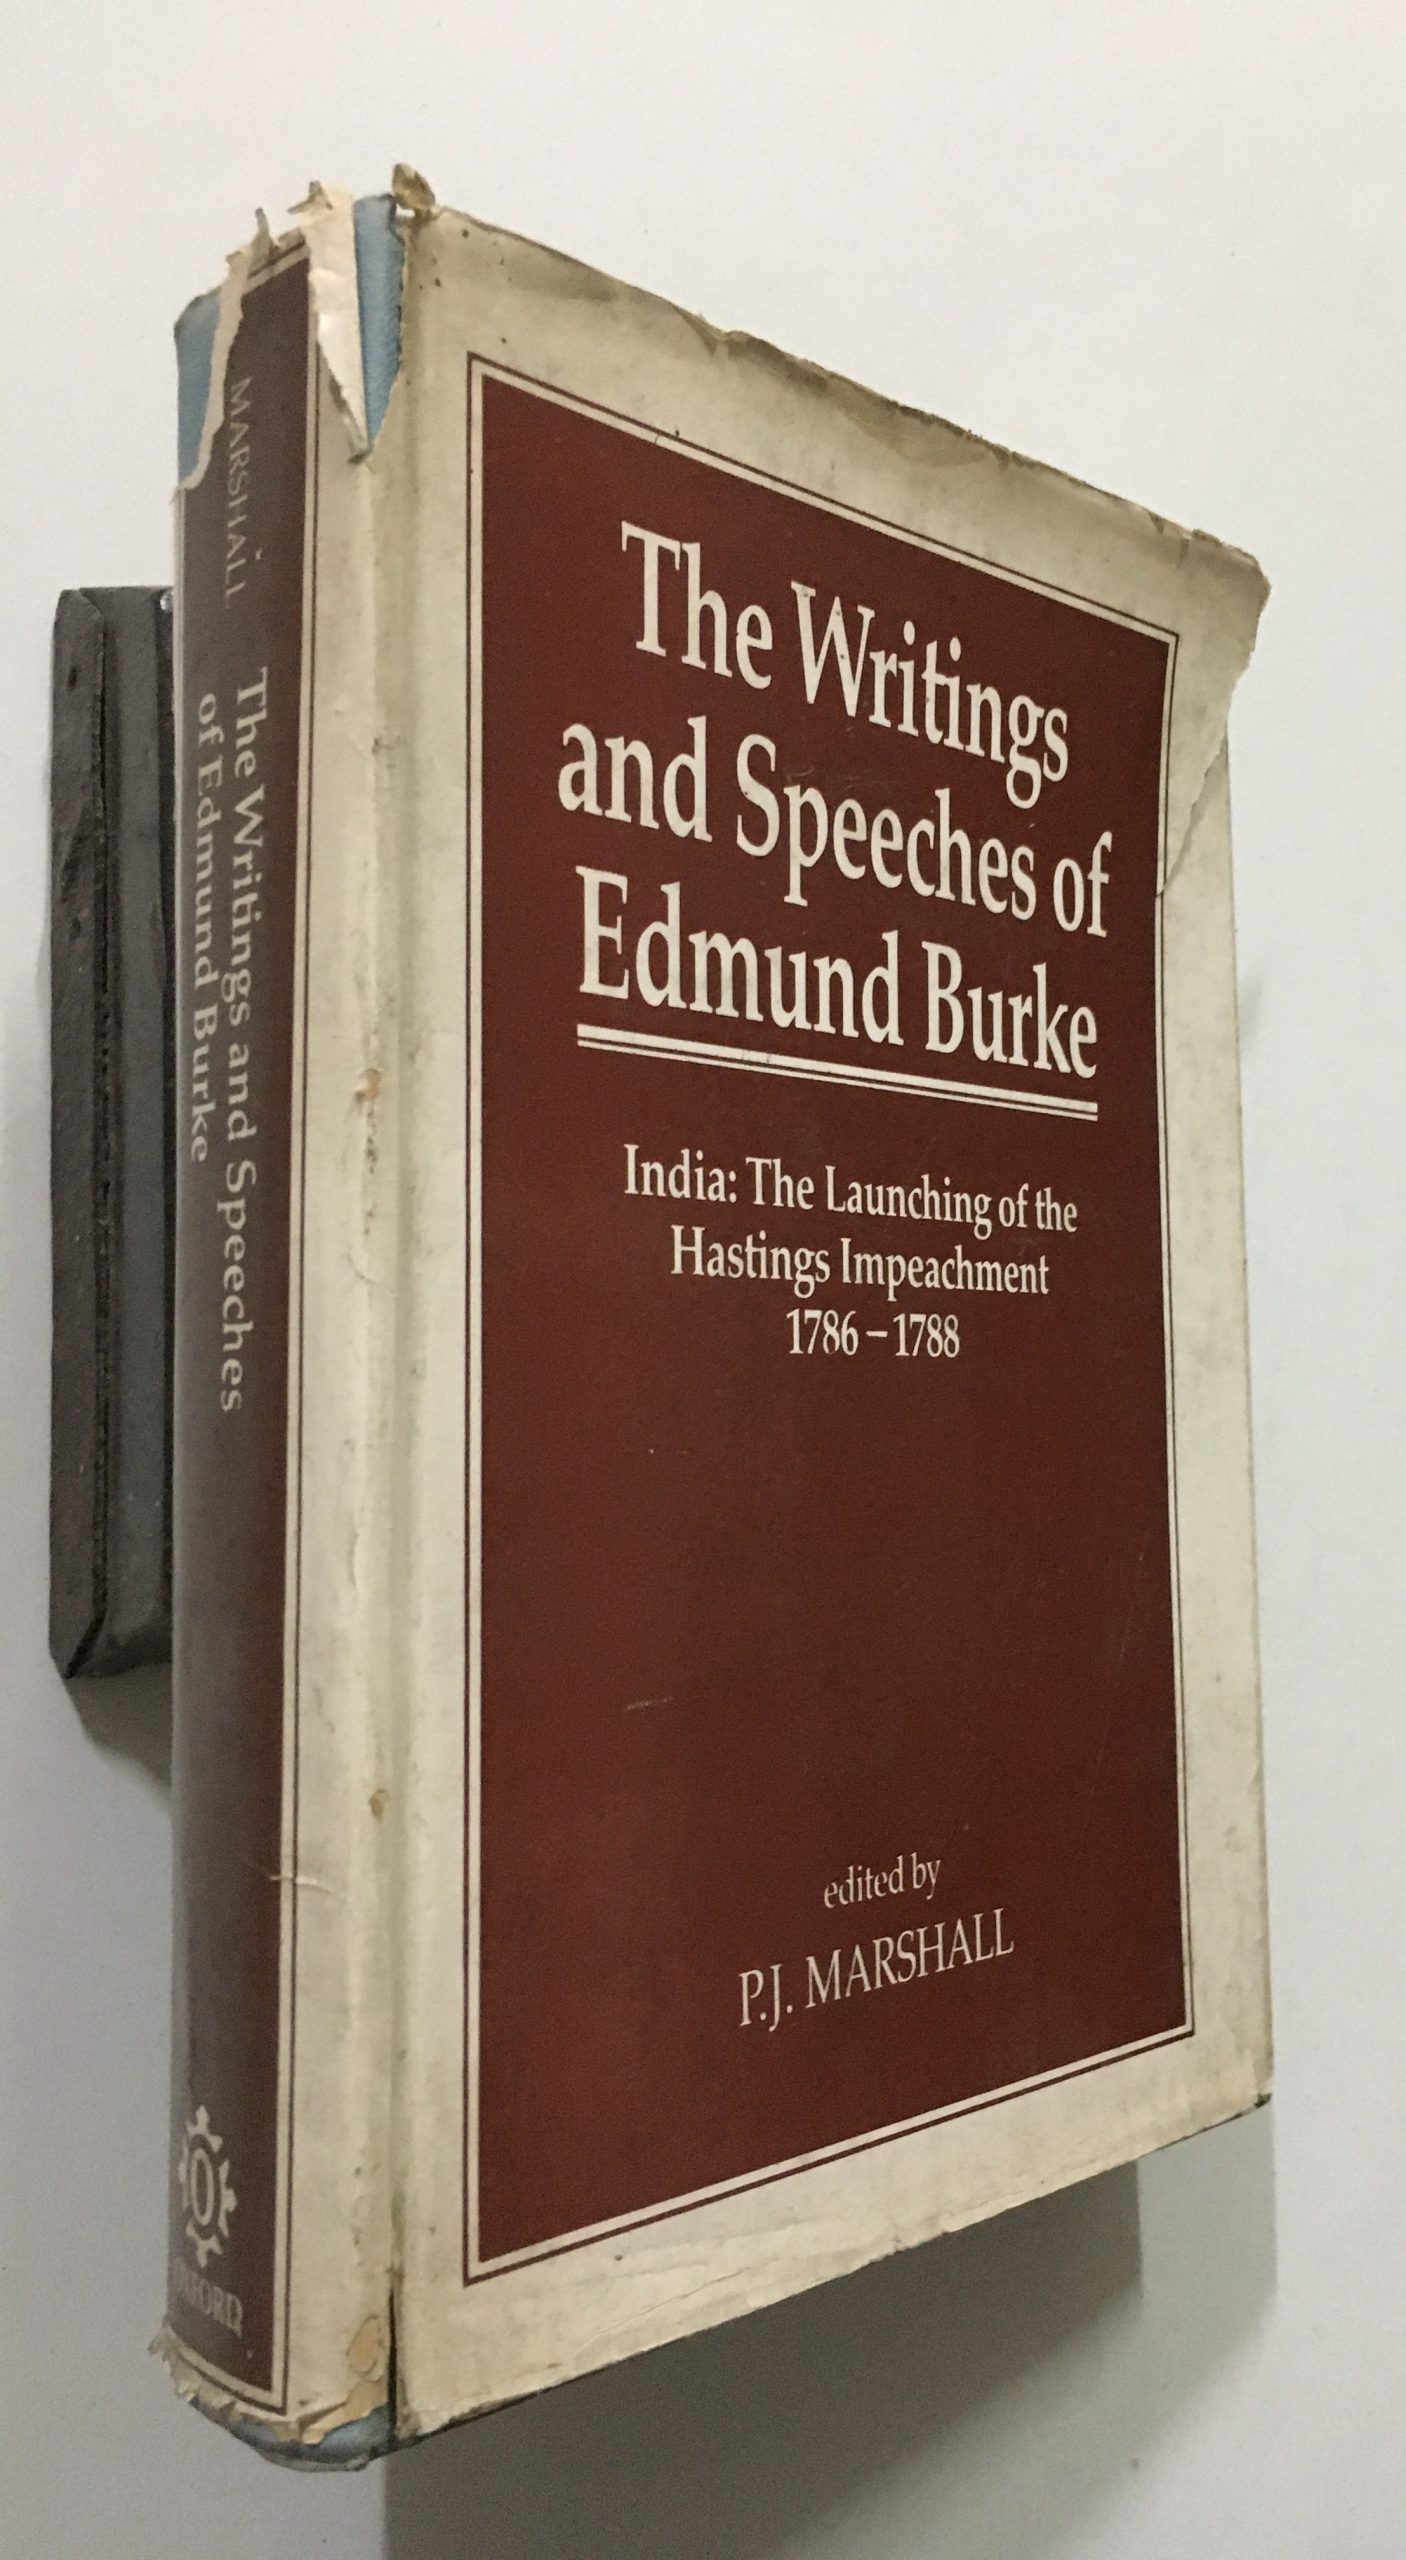 MARSHALL
The Writings and Speeches
of Edmund Burke
OXFORD
The Writings
and Speeches of
Edmund Burke
India: The Launching of the
Hastings Impeachment
1786–1788
edited by
P.J. MARSHALL